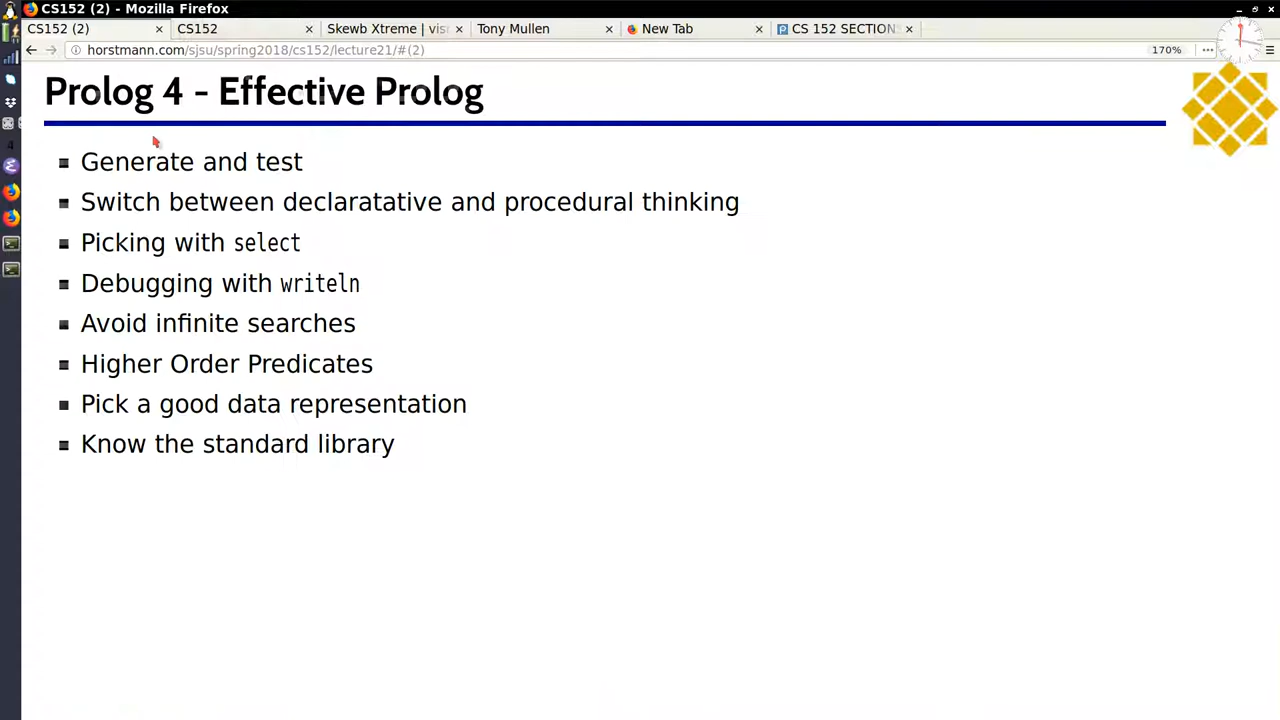 CS152 (2) - Mozilla Firefox
CS152 (2) × CS152 × Skewb Xtreme | vis × Tony Mullen × New Tab × CS 152 SECTION ×
horstmann.com/sjsu/spring2018/cs152/lecture21/#(2) 170%
Prolog 4 - Effective Prolog
Generate and test
Switch between declaratative and procedural thinking
Picking with select
Debugging with writeln
Avoid infinite searches
Higher Order Predicates
Pick a good data representation
Know the standard library
4